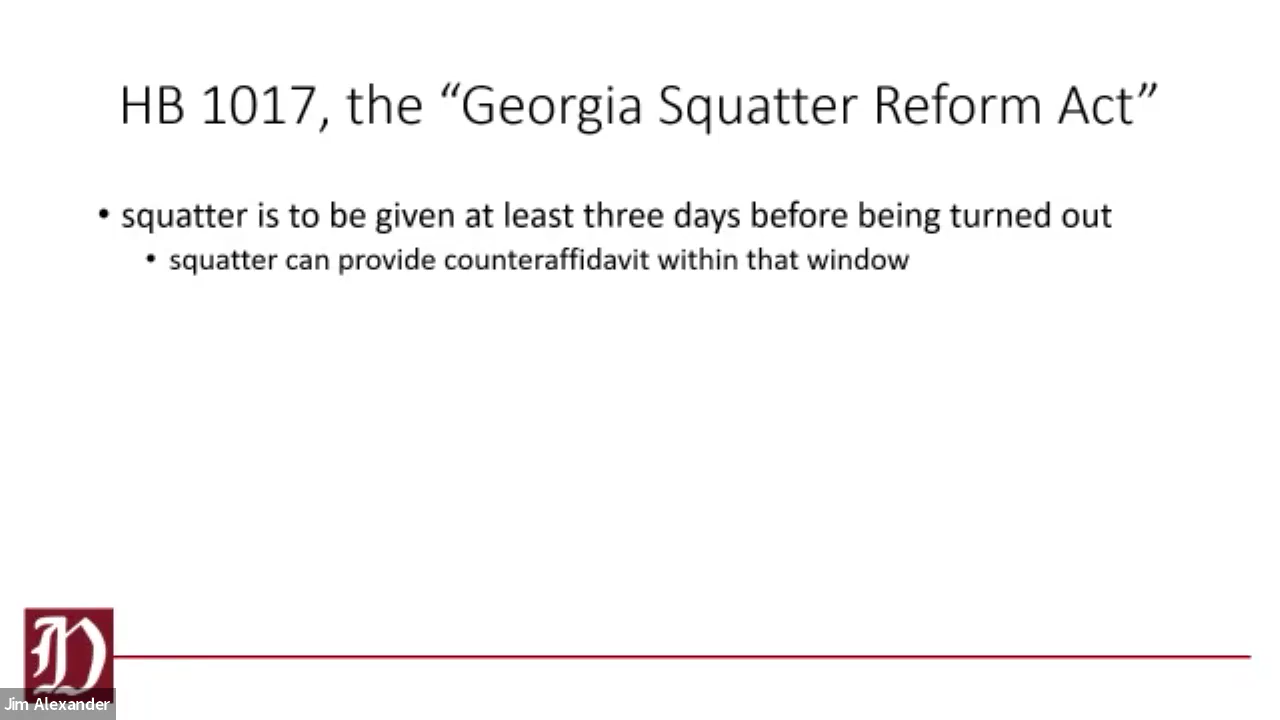 HB 1017, the “Georgia Squatter Reform Act”
• squatter is to be given at least three days before being turned out
• squatter can provide counteraffidavit within that window
D
Jim Alexander